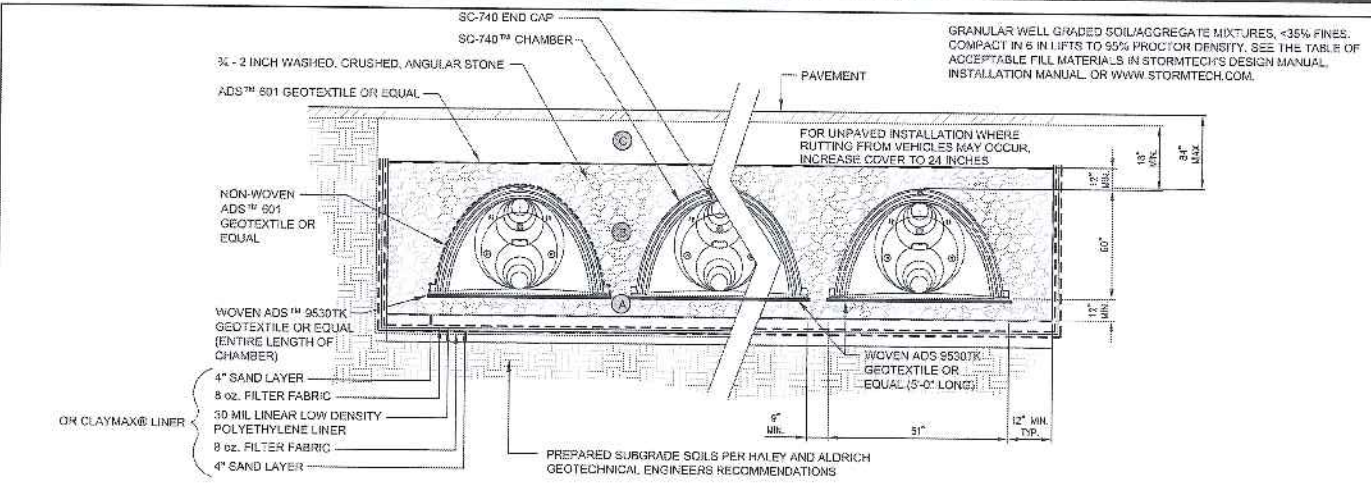 SC-740 END CAP
SC-740™ CHAMBER
¾ - 2 INCH WASHED, CRUSHED, ANGULAR STONE
ADS™ 601 GEOTEXTILE OR EQUAL
PAVEMENT
GRANULAR WELL GRADED SOIL/AGGREGATE MIXTURES, <35% FINES.
COMPACT IN 6 IN LIFTS TO 95% PROCTOR DENSITY. SEE THE TABLE OF
ACCEPTABLE FILL MATERIALS IN STORMTECH'S DESIGN MANUAL,
INSTALLATION MANUAL, OR WWW.STORMTECH.COM.
C
FOR UNPAVED INSTALLATION WHERE
RUTTING FROM VEHICLES MAY OCCUR,
INCREASE COVER TO 24 INCHES
18"
MIN.
84"
MAX
12"
MIN.
NON-WOVEN
ADS™ 601
GEOTEXTILE OR
EQUAL
B
60"
A
12"
MIN.
WOVEN ADS™ 9530TK
GEOTEXTILE OR EQUAL
(ENTIRE LENGTH OF
CHAMBER)
WOVEN ADS 9530TK
GEOTEXTILE OR
EQUAL (5'-0" LONG)
OR CLAYMAX® LINER
4" SAND LAYER
8 oz. FILTER FABRIC
30 MIL LINEAR LOW DENSITY
POLYETHYLENE LINER
8 oz. FILTER FABRIC
4" SAND LAYER
9"
MIN.
51"
12" MIN.
TYP.
PREPARED SUBGRADE SOILS PER HALEY AND ALDRICH
GEOTECHNICAL ENGINEERS RECOMMENDATIONS